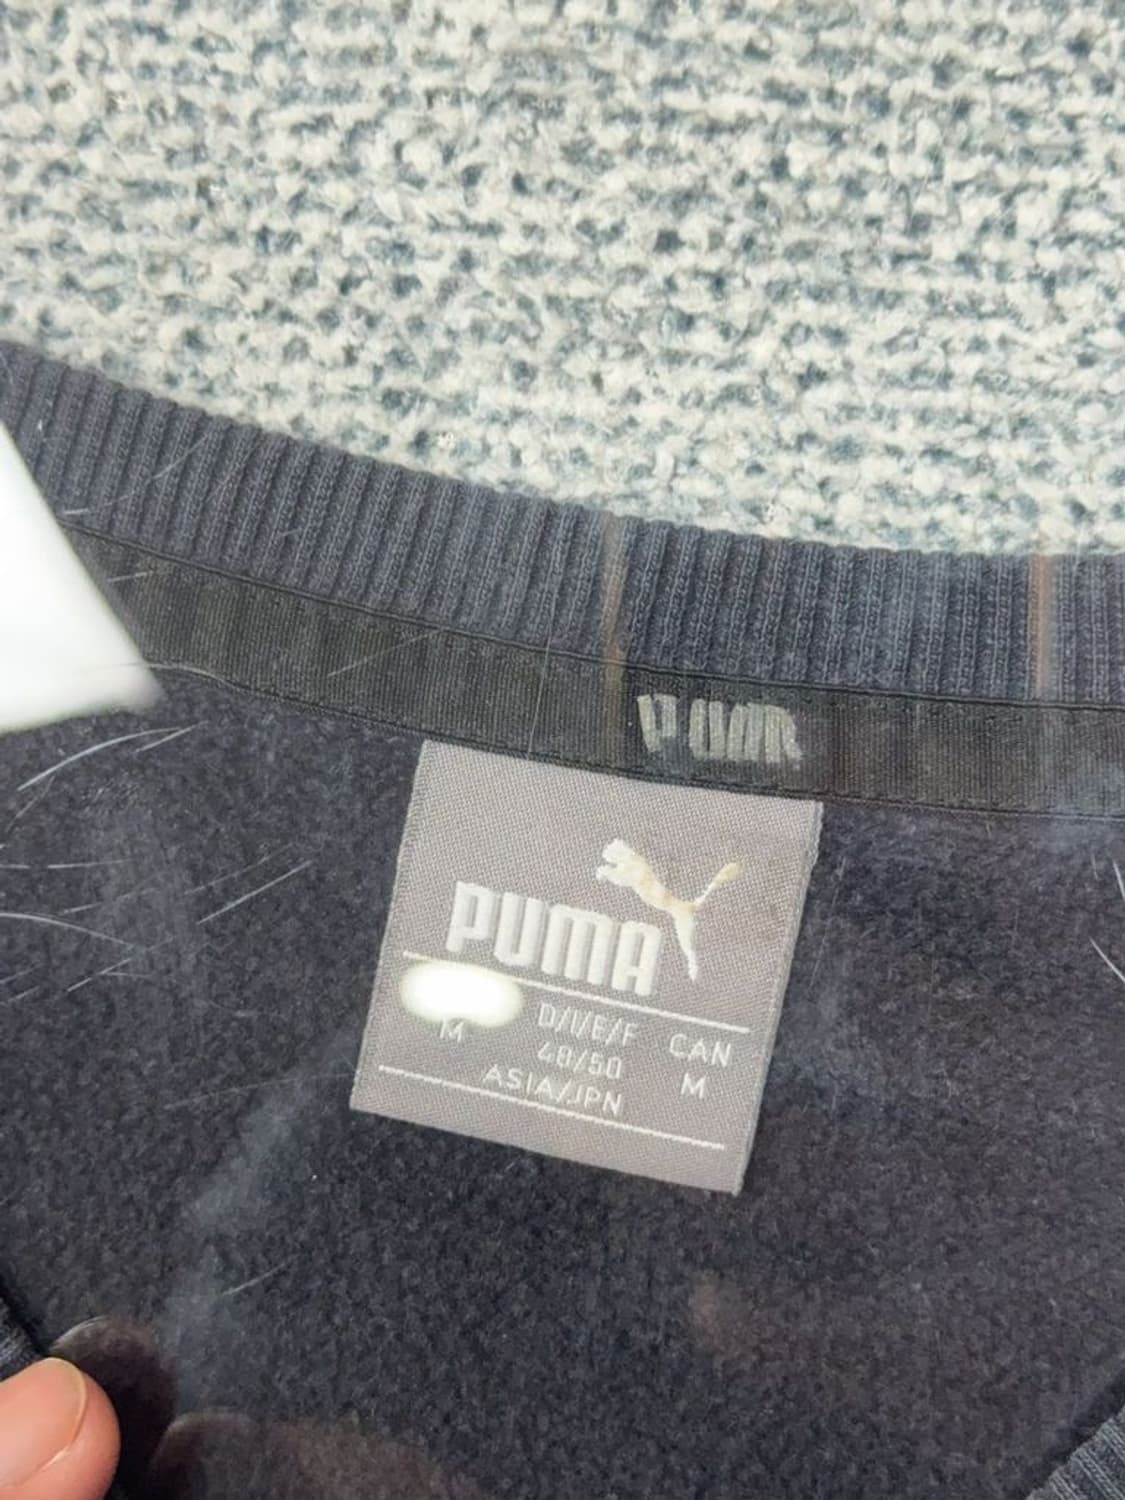 PUMA
M
D/I/E/F
48/50
CAN
M
ASIA/JPN